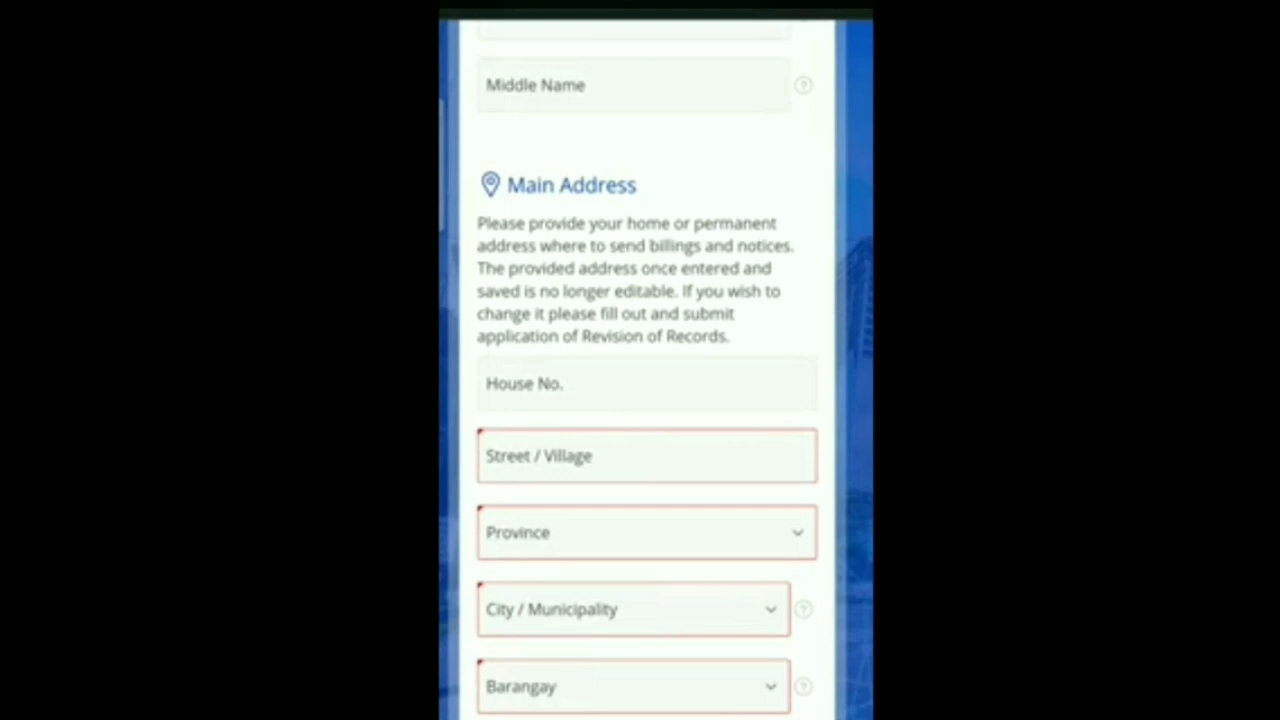 Middle Name
Main Address
Please provide your home or permanent
address where to send billings and notices.
The provided address once entered and
saved is no longer editable. If you wish to
change it please fill out and submit
application of Revision of Records.
House No.
Street / Village
Province
City / Municipality
Barangay